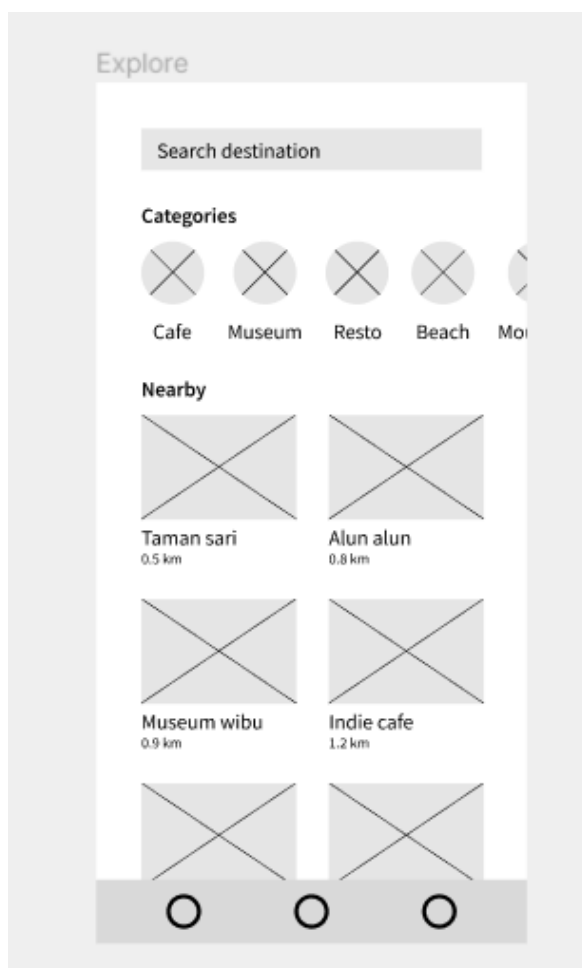 Explore
Search destination
Categories
Cafe Museum Resto Beach Mou
Nearby
Taman sari Alun alun
0.5 km 0.8 km
Museum wibu Indie cafe
0.9 km 1.2 km